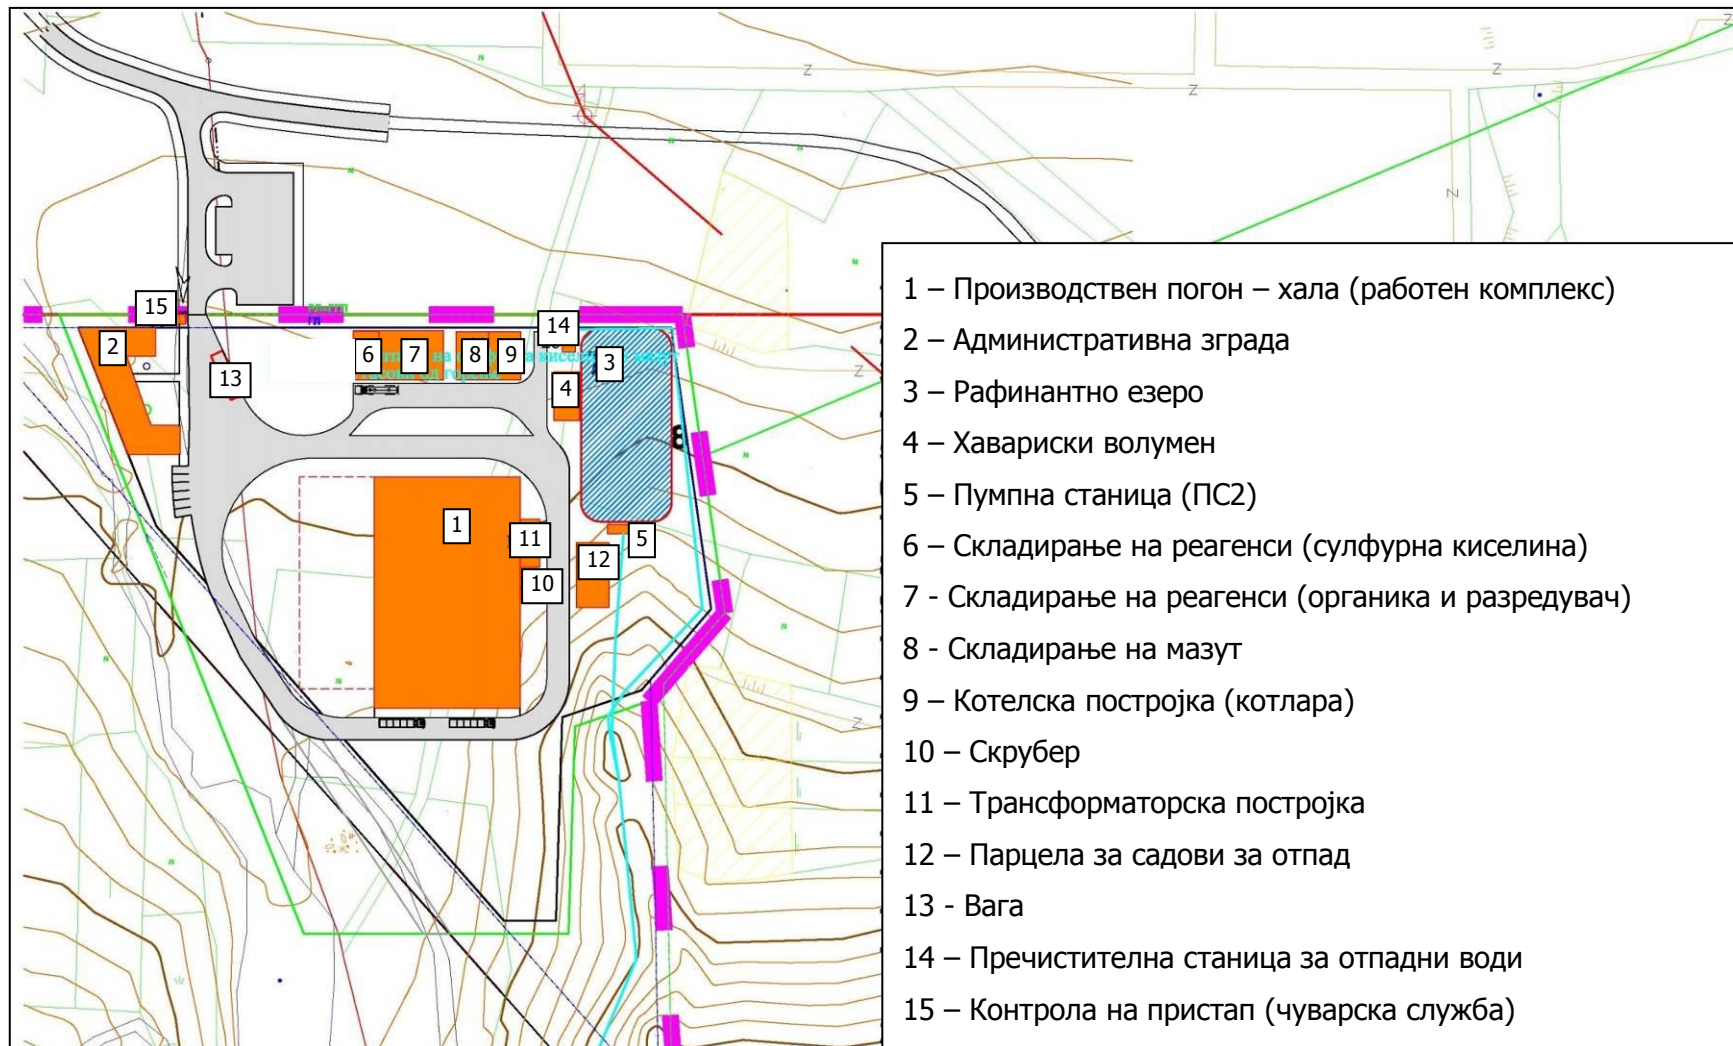 1 – Производствен погон – хала (работен комплекс)
2 – Административна зграда
3 – Рафинантно езеро
4 – Хавариски волумен
5 – Пумпна станица (ПС2)
6 – Складирање на реагенси (сулфурна киселина)
7 - Складирање на реагенси (органика и разредувач)
8 - Складирање на мазут
9 – Котелска постројка (котлара)
10 – Скрубер
11 – Трансформаторска постројка
12 – Парцела за садови за отпад
13 - Вага
14 – Пречистителна станица за отпадни води
15 – Контрола на пристап (чуварска служба)
15
2
13
6
7
8
9
14
3
4
1
11
5
12
10